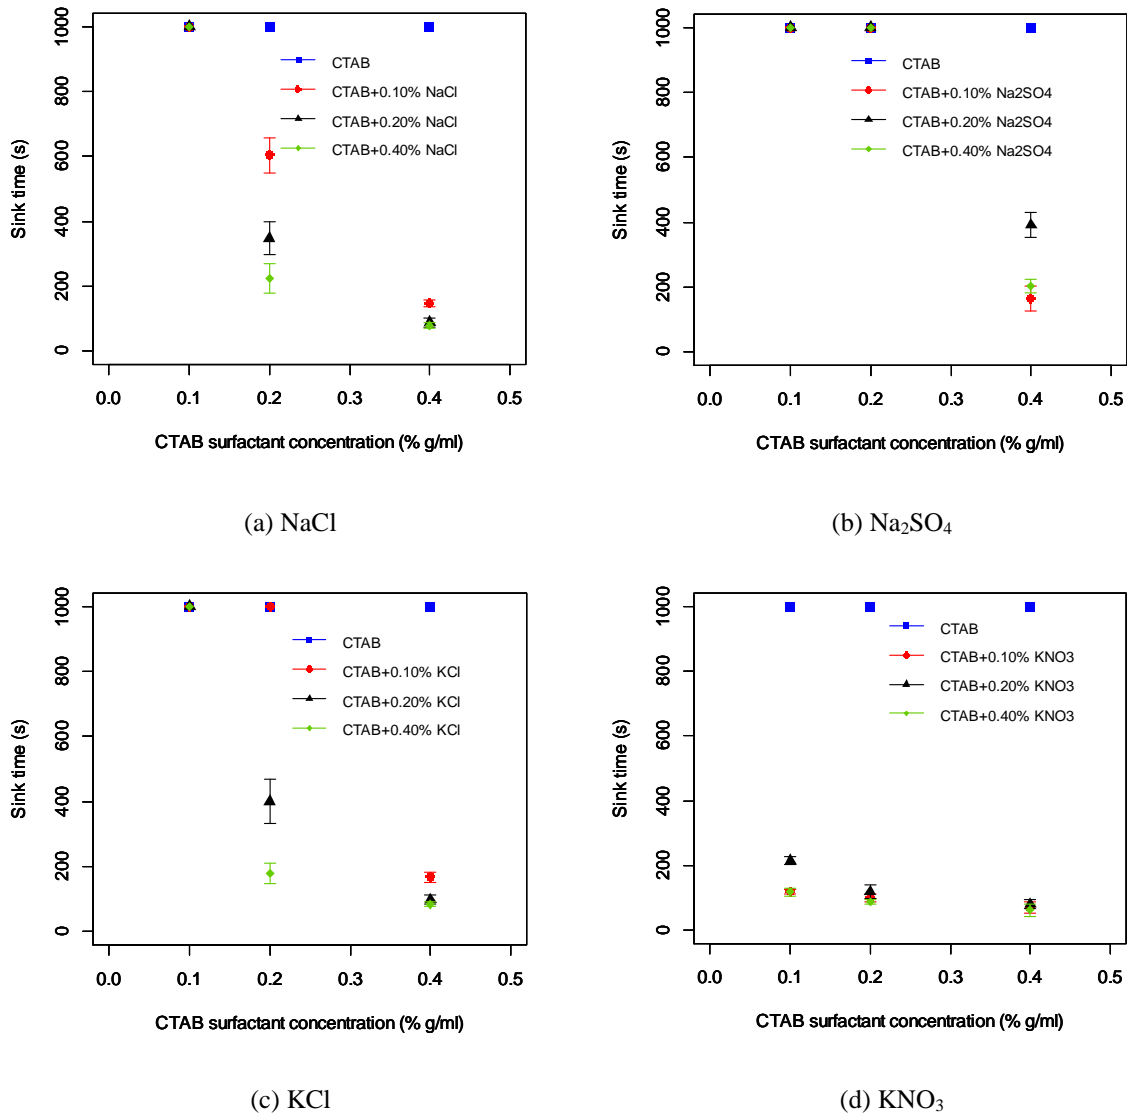 1000
800
600
400
200
0
Sink time (s)
CTAB
CTAB+0.10% NaCl
CTAB+0.20% NaCl
CTAB+0.40% NaCl
0.0 0.1 0.2 0.3 0.4 0.5
CTAB surfactant concentration (% g/ml)
(a) NaCl
1000
800
600
400
200
0
Sink time (s)
CTAB
CTAB+0.10% Na2SO4
CTAB+0.20% Na2SO4
CTAB+0.40% Na2SO4
0.0 0.1 0.2 0.3 0.4 0.5
CTAB surfactant concentration (% g/ml)
(b) Na₂SO₄
1000
800
600
400
200
0
Sink time (s)
CTAB
CTAB+0.10% KCl
CTAB+0.20% KCl
CTAB+0.40% KCl
0.0 0.1 0.2 0.3 0.4 0.5
CTAB surfactant concentration (% g/ml)
(c) KCl
1000
800
600
400
200
0
Sink time (s)
CTAB
CTAB+0.10% KNO3
CTAB+0.20% KNO3
CTAB+0.40% KNO3
0.0 0.1 0.2 0.3 0.4 0.5
CTAB surfactant concentration (% g/ml)
(d) KNO₃